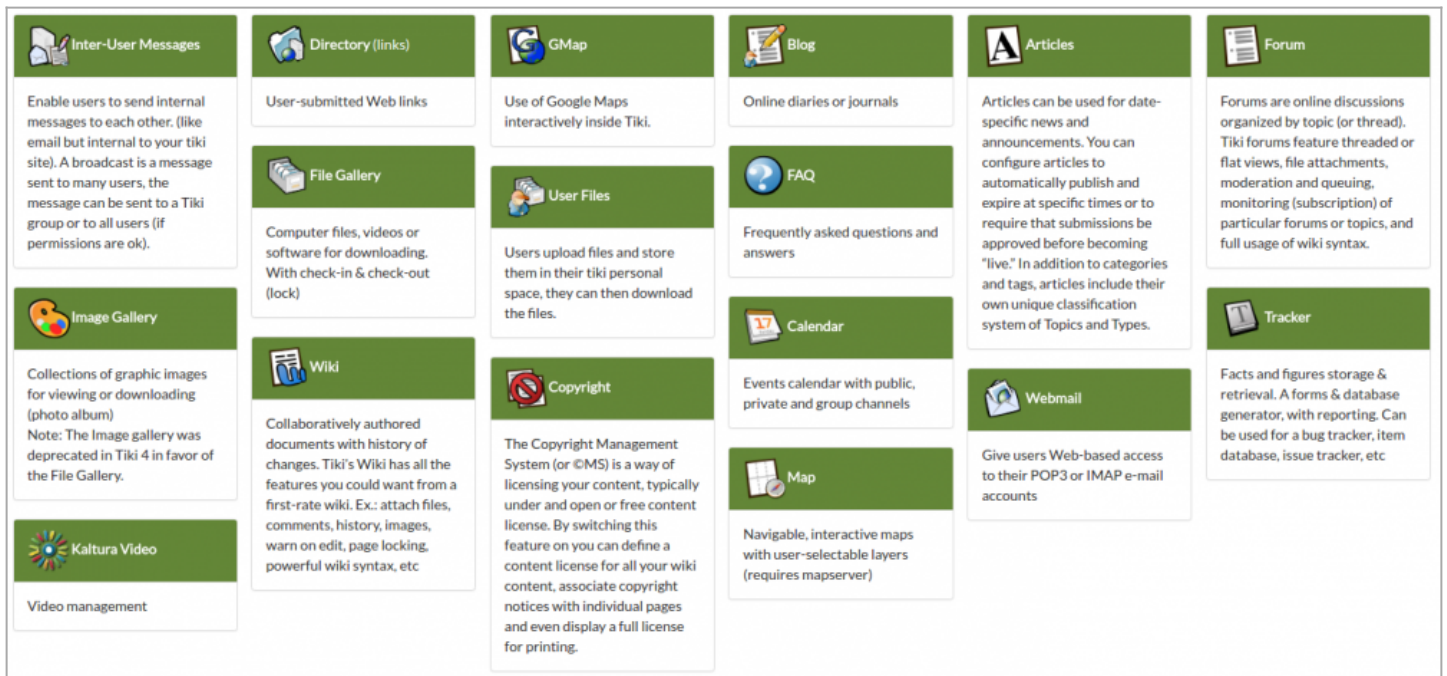 Inter-User Messages
Enable users to send internal
messages to each other. (like
email but internal to your tiki
site). A broadcast is a message
sent to many users, the
message can be sent to a Tiki
group or to all users (if
permissions are ok).
Image Gallery
Collections of graphic images
for viewing or downloading
(photo album)
Note: The Image gallery was
deprecated in Tiki 4 in favor of
the File Gallery.
Kaltura Video
Video management
Directory (links)
User-submitted Web links
File Gallery
Computer files, videos or
software for downloading.
With check-in & check-out
(lock)
Wiki
Collaboratively authored
documents with history of
changes. Tiki's Wiki has all the
features you could want from a
first-rate wiki. Ex.: attach files,
comments, history, images,
warn on edit, page locking,
powerful wiki syntax, etc
G
GMap
Use of Google Maps
interactively inside Tiki.
User Files
Users upload files and store
them in their tiki personal
space, they can then download
the files.
Copyright
The Copyright Management
System (or ©MS) is a way of
licensing your content, typically
under and open or free content
license. By switching this
feature on you can define a
content license for all your wiki
content, associate copyright
notices with individual pages
and even display a full license
for printing.
Blog
Online diaries or journals
?
FAQ
Frequently asked questions and
answers
17
Calendar
Events calendar with public,
private and group channels
Map
Navigable, interactive maps
with user-selectable layers
(requires mapserver)
A
Articles
Articles can be used for date-
specific news and
announcements. You can
configure articles to
automatically publish and
expire at specific times or to
require that submissions be
approved before becoming
"live." In addition to categories
and tags, articles include their
own unique classification
system of Topics and Types.
Webmail
Give users Web-based access
to their POP3 or IMAP e-mail
accounts
Forum
Forums are online discussions
organized by topic (or thread).
Tiki forums feature threaded or
flat views, file attachments,
moderation and queuing,
monitoring (subscription) of
particular forums or topics, and
full usage of wiki syntax.
T
Tracker
Facts and figures storage &
retrieval. A forms & database
generator, with reporting. Can
be used for a bug tracker, item
database, issue tracker, etc